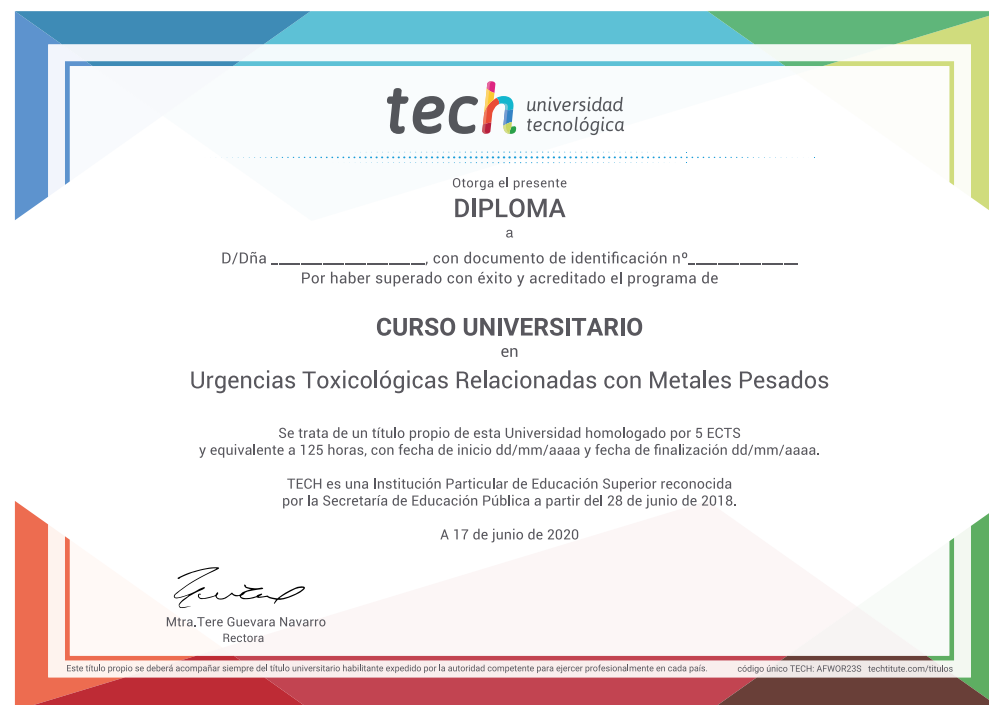 tech universidad
tecnológica
Otorga el presente
DIPLOMA
a
D/Dña ____________________, con documento de identificación nº______________
Por haber superado con éxito y acreditado el programa de
CURSO UNIVERSITARIO
en
Urgencias Toxicológicas Relacionadas con Metales Pesados
Se trata de un título propio de esta Universidad homologado por 5 ECTS
y equivalente a 125 horas, con fecha de inicio dd/mm/aaaa y fecha de finalización dd/mm/aaaa.
TECH es una Institución Particular de Educación Superior reconocida
por la Secretaría de Educación Pública a partir del 28 de junio de 2018.
A 17 de junio de 2020
Mtra.Tere Guevara Navarro
Rectora
Este título propio se deberá acompañar siempre del título universitario habilitante expedido por la autoridad competente para ejercer profesionalmente en cada país. código único TECH: AFWOR23S techtitute.com/titulos